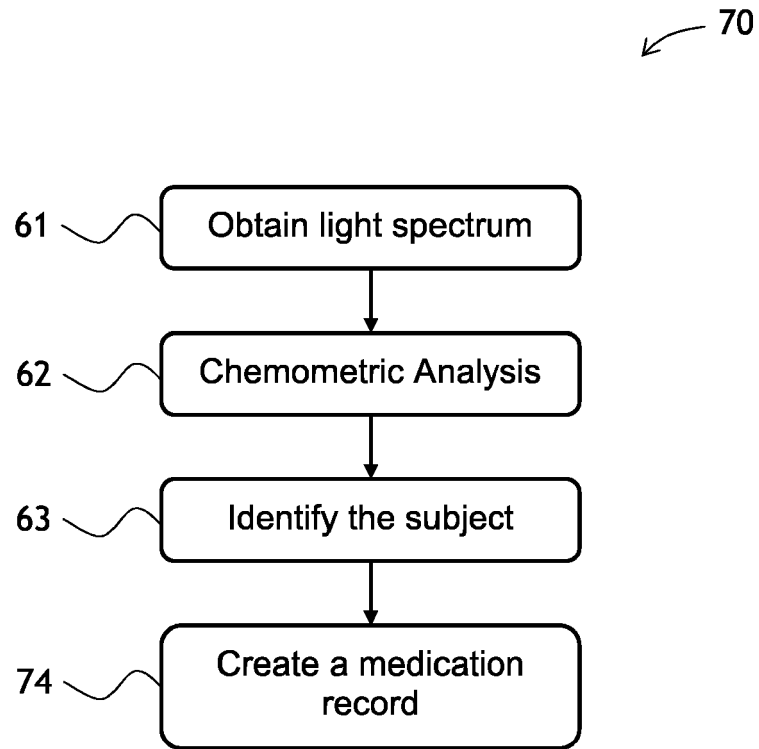 70
61
Obtain light spectrum
62
Chemometric Analysis
63
Identify the subject
74
Create a medication
record